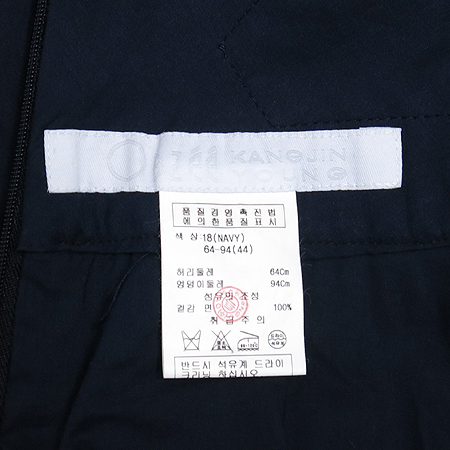 KANGJIN
YOUNG
품질경영촉진법
에의한품질표시
색 상 18(NAVY)
64-94(44)
허리둘레 64Cm
엉덩이둘레 94Cm
섬유의 조성
겉감 면 100%
취급주의
반드시 석유계 드라이
크리닝 하십시오